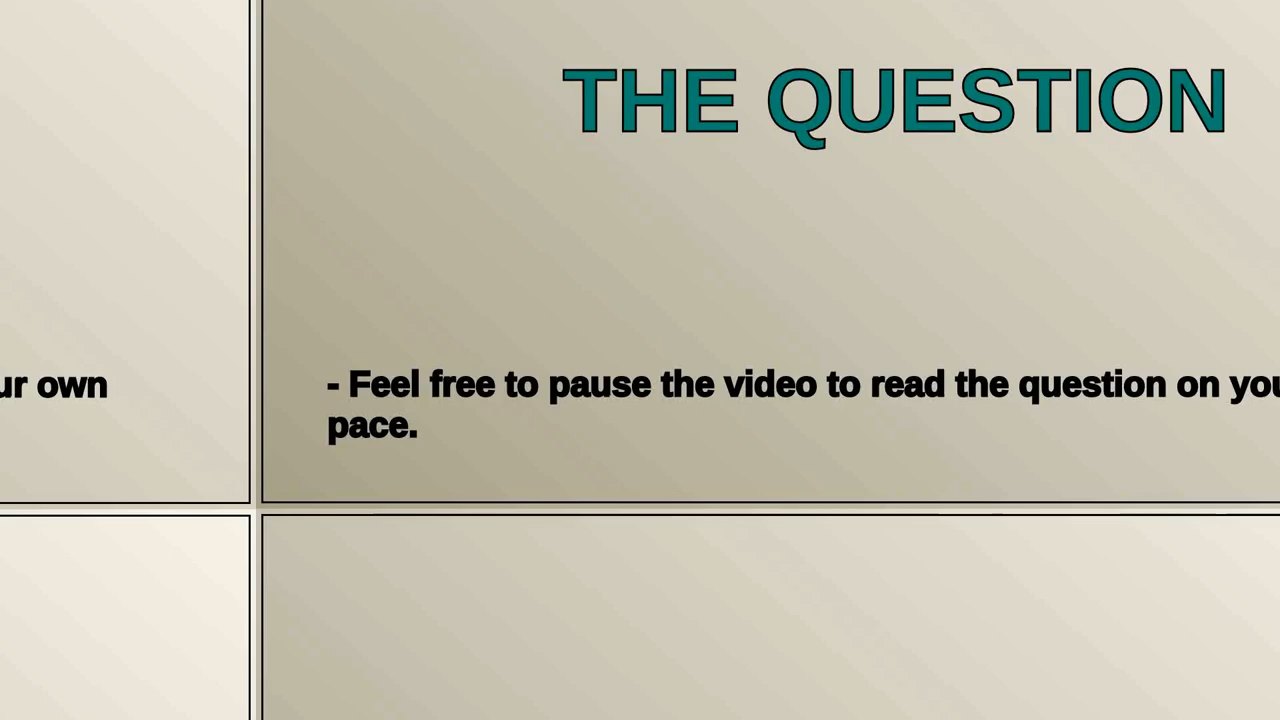 THE QUESTION
ur own
- Feel free to pause the video to read the question on you
pace.